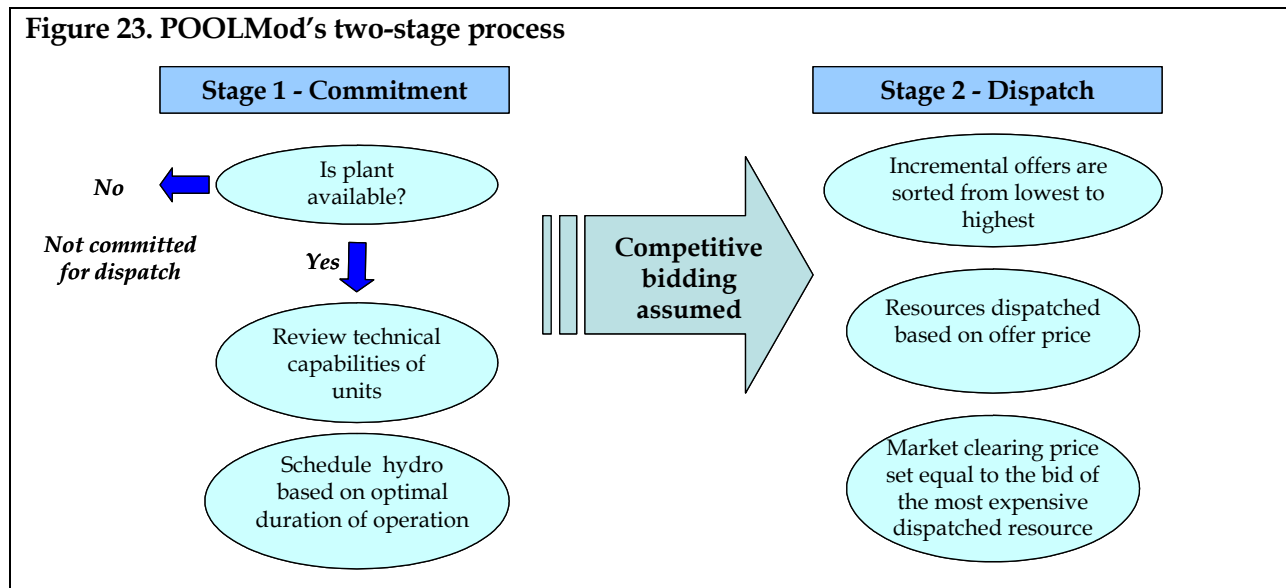 Figure 23. POOLMod's two-stage process
Stage 1 - Commitment
Is plant
available?
No
Not committed
for dispatch
Yes
Review technical
capabilities of
units
Schedule hydro
based on optimal
duration of operation
Competitive
bidding
assumed
Stage 2 - Dispatch
Incremental offers are
sorted from lowest to
highest
Resources dispatched
based on offer price
Market clearing price
set equal to the bid of
the most expensive
dispatched resource